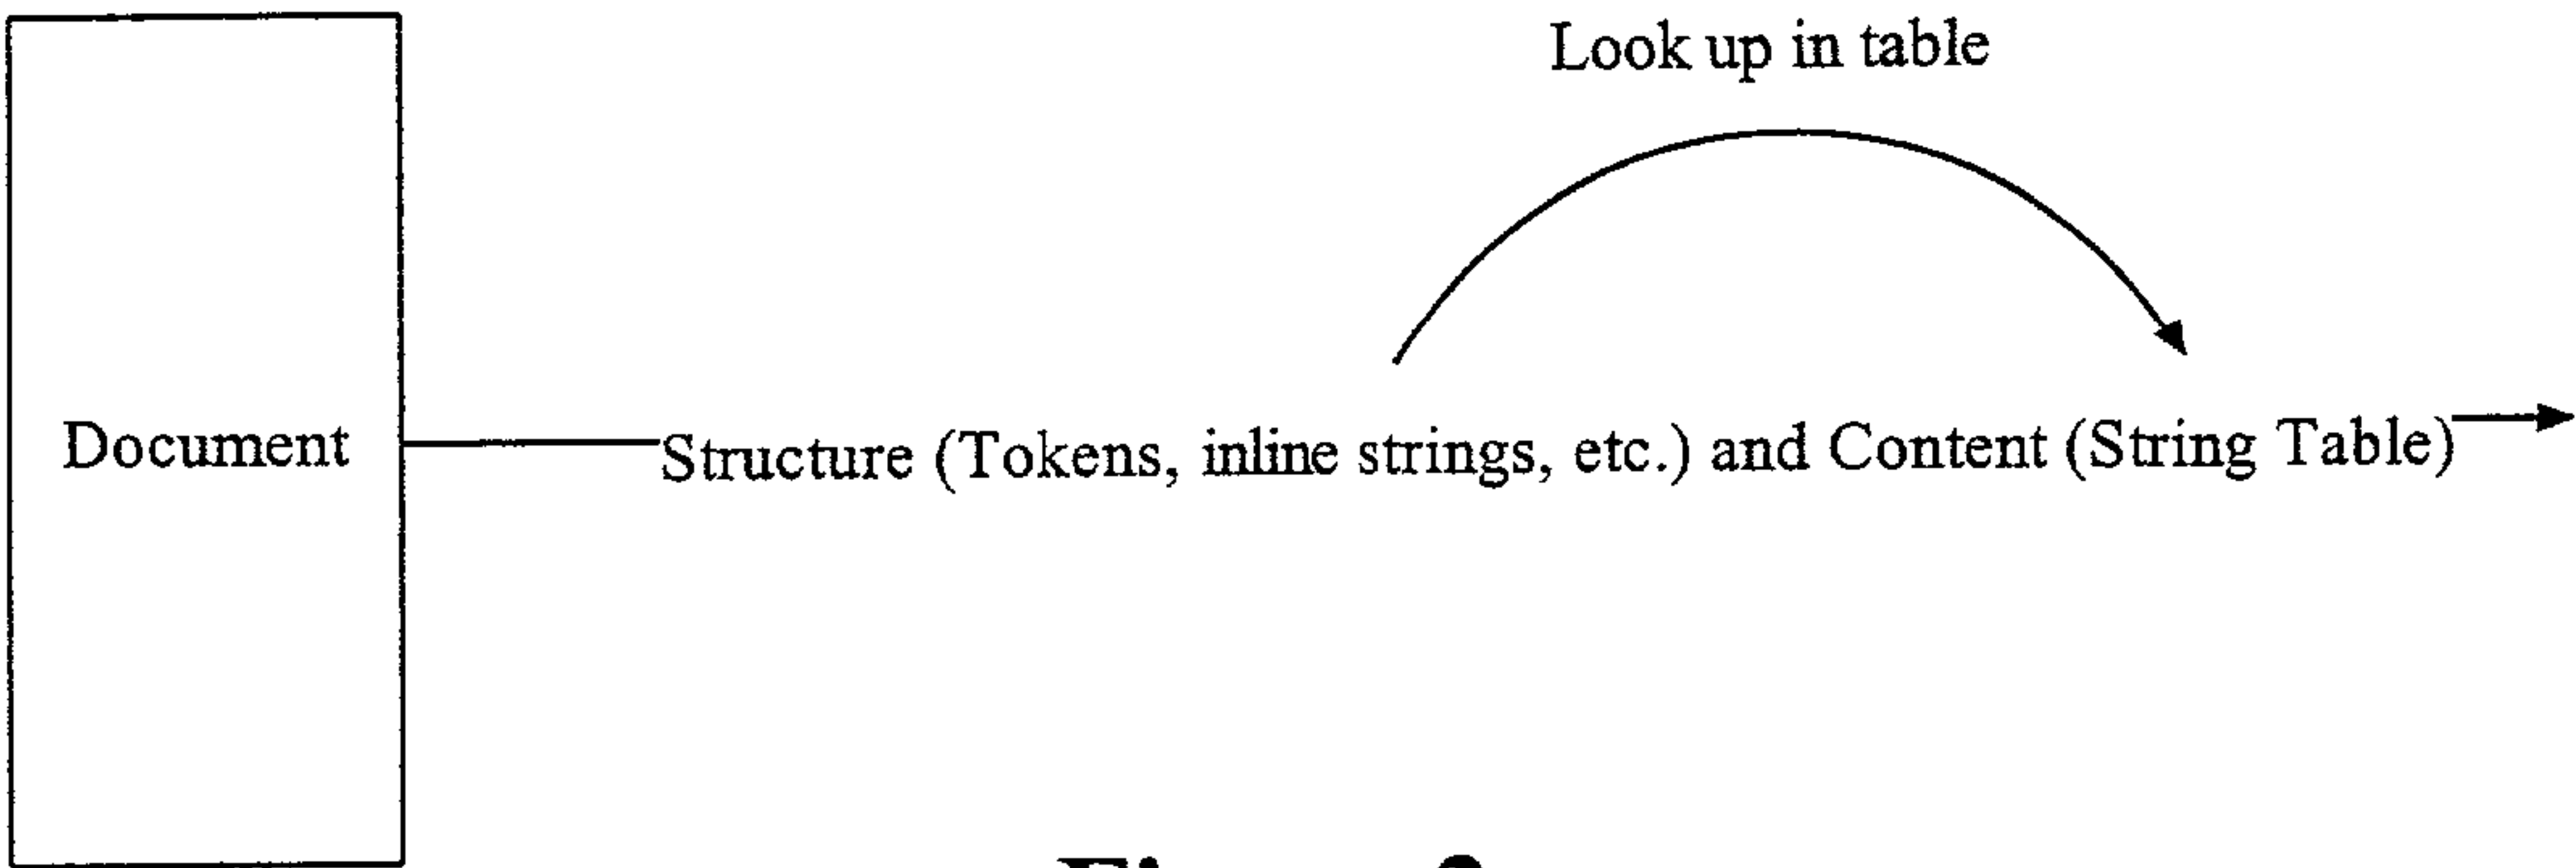 Look up in table
Document
Structure (Tokens, inline strings, etc.) and Content (String Table)